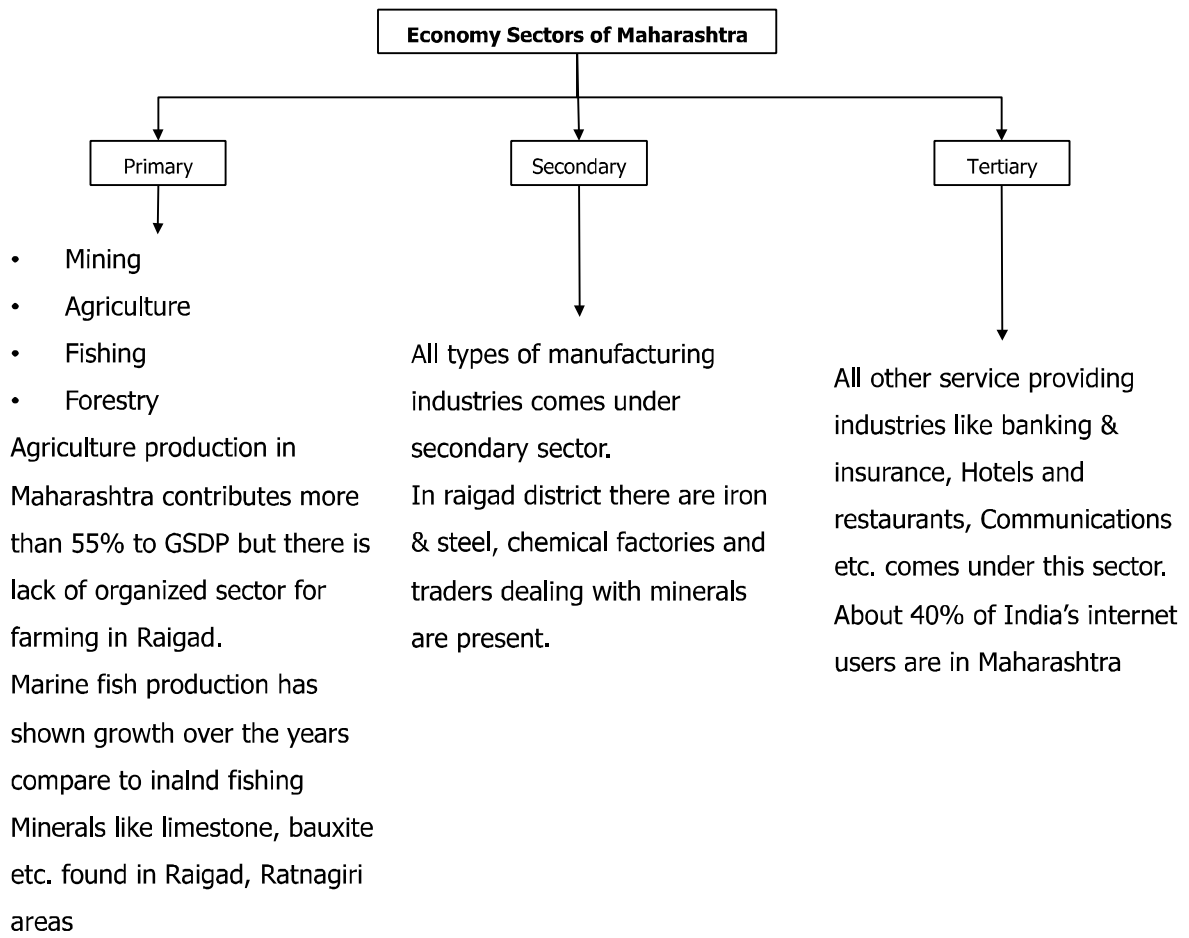 Economy Sectors of Maharashtra
Primary
• Mining
• Agriculture
• Fishing
• Forestry
Agriculture production in
Maharashtra contributes more
than 55% to GSDP but there is
lack of organized sector for
farming in Raigad.
Marine fish production has
shown growth over the years
compare to inalnd fishing
Minerals like limestone, bauxite
etc. found in Raigad, Ratnagiri
areas
Secondary
All types of manufacturing
industries comes under
secondary sector.
In raigad district there are iron
& steel, chemical factories and
traders dealing with minerals
are present.
Tertiary
All other service providing
industries like banking &
insurance, Hotels and
restaurants, Communications
etc. comes under this sector.
About 40% of India's internet
users are in Maharashtra